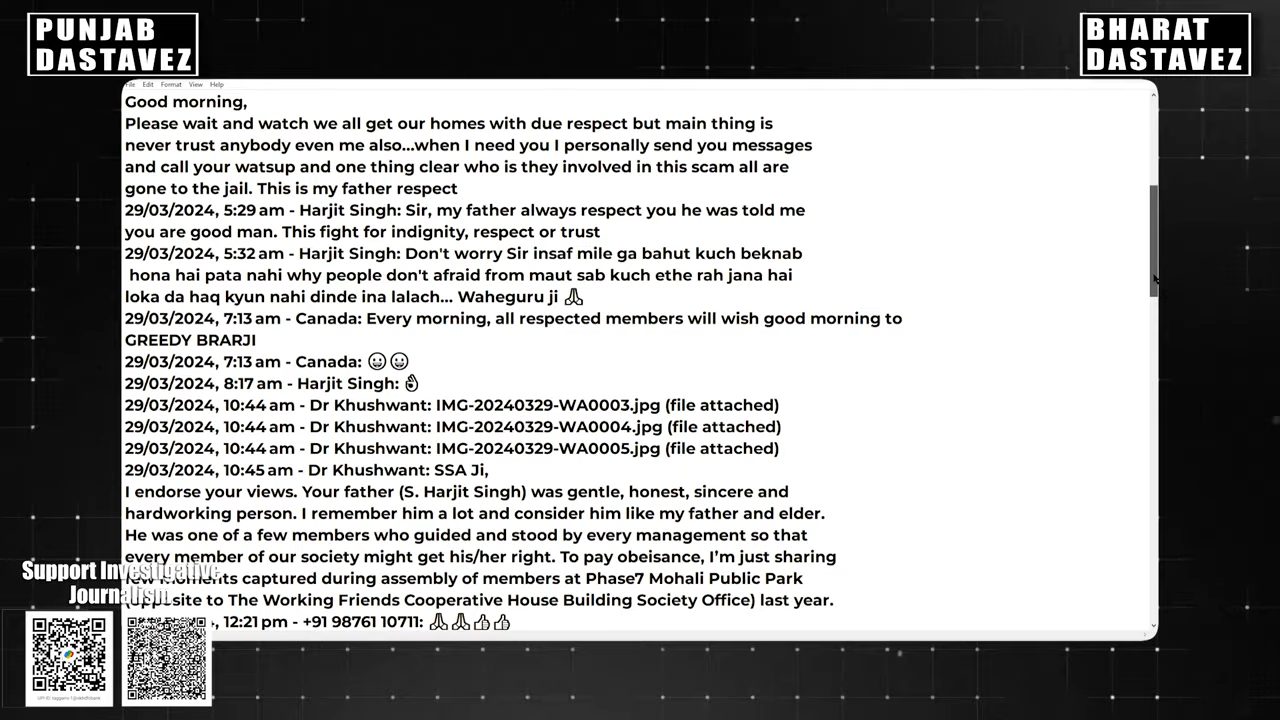 PUNJAB
DASTAVEZ
BHARAT
DASTAVEZ
File Edit Format View Help
Good morning,
Please wait and watch we all get our homes with due respect but main thing is
never trust anybody even me also...when I need you I personally send you messages
and call your watsup and one thing clear who is they involved in this scam all are
gone to the jail. This is my father respect
29/03/2024, 5:29 am - Harjit Singh: Sir, my father always respect you he was told me
you are good man. This fight for indignity, respect or trust
29/03/2024, 5:32 am - Harjit Singh: Don't worry Sir insaf mile ga bahut kuch beknab
hona hai pata nahi why people don't afraid from maut sab kuch ethe rah jana hai
loka da haq kyun nahi dinde ina lalach... Waheguru ji 🙏
29/03/2024, 7:13 am - Canada: Every morning, all respected members will wish good morning to
GREEDY BRARJI
29/03/2024, 7:13 am - Canada: 😀😀
29/03/2024, 8:17 am - Harjit Singh: 👌
29/03/2024, 10:44 am - Dr Khushwant: IMG-20240329-WA0003.jpg (file attached)
29/03/2024, 10:44 am - Dr Khushwant: IMG-20240329-WA0004.jpg (file attached)
29/03/2024, 10:44 am - Dr Khushwant: IMG-20240329-WA0005.jpg (file attached)
29/03/2024, 10:45 am - Dr Khushwant: SSA Ji,
I endorse your views. Your father (S. Harjit Singh) was gentle, honest, sincere and
hardworking person. I remember him a lot and consider him like my father and elder.
He was one of a few members who guided and stood by every management so that
every member of our society might get his/her right. To pay obeisance, I'm just sharing
few moments captured during assembly of members at Phase7 Mohali Public Park
(opposite to The Working Friends Cooperative House Building Society Office) last year.
, 12:21 pm - +91 98761 10711: 🙏🙏👍👍
Support Investigative
Journalism